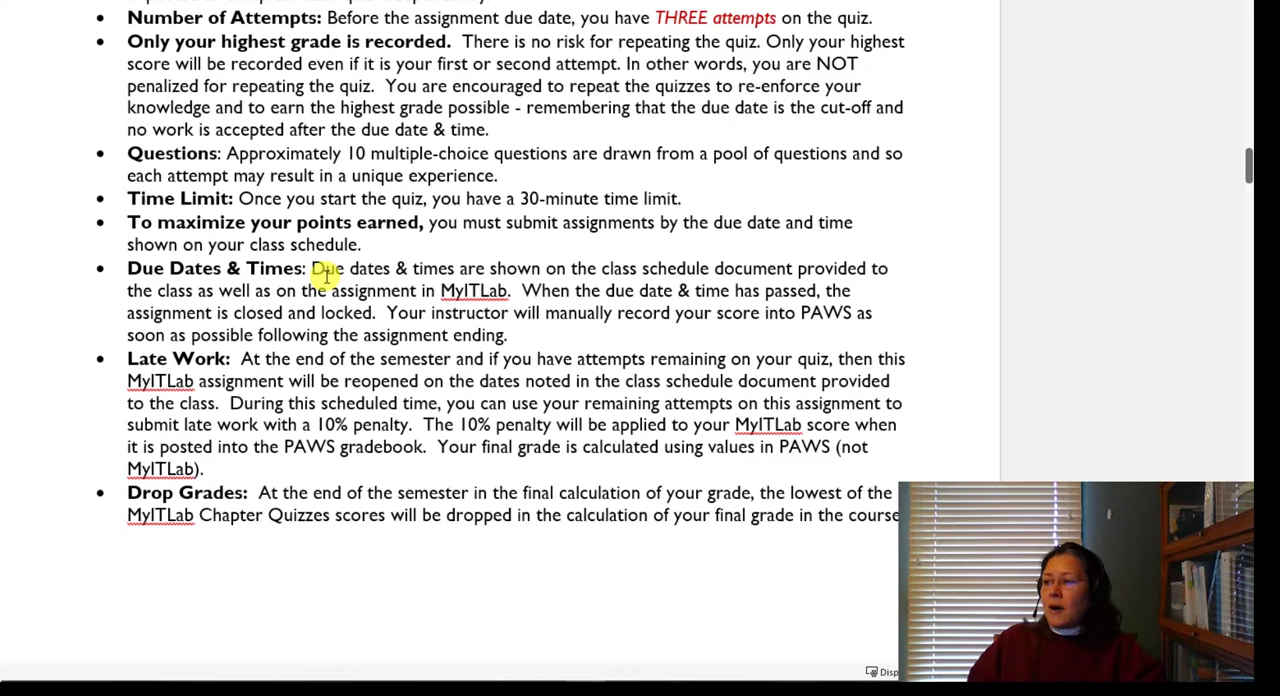 Number of Attempts: Before the assignment due date, you have THREE attempts on the quiz.
Only your highest grade is recorded. There is no risk for repeating the quiz. Only your highest
score will be recorded even if it is your first or second attempt. In other words, you are NOT
penalized for repeating the quiz. You are encouraged to repeat the quizzes to re-enforce your
knowledge and to earn the highest grade possible - remembering that the due date is the cut-off and
no work is accepted after the due date & time.
Questions: Approximately 10 multiple-choice questions are drawn from a pool of questions and so
each attempt may result in a unique experience.
Time Limit: Once you start the quiz, you have a 30-minute time limit.
To maximize your points earned, you must submit assignments by the due date and time
shown on your class schedule.
Due Dates & Times: Due dates & times are shown on the class schedule document provided to
the class as well as on the assignment in MyITLab. When the due date & time has passed, the
assignment is closed and locked. Your instructor will manually record your score into PAWS as
soon as possible following the assignment ending.
Late Work: At the end of the semester and if you have attempts remaining on your quiz, then this
MyITLab assignment will be reopened on the dates noted in the class schedule document provided
to the class. During this scheduled time, you can use your remaining attempts on this assignment to
submit late work with a 10% penalty. The 10% penalty will be applied to your MyITLab score when
it is posted into the PAWS gradebook. Your final grade is calculated using values in PAWS (not
MyITLab).
Drop Grades: At the end of the semester in the final calculation of your grade, the lowest of the
MyITLab Chapter Quizzes scores will be dropped in the calculation of your final grade in the course
Disp